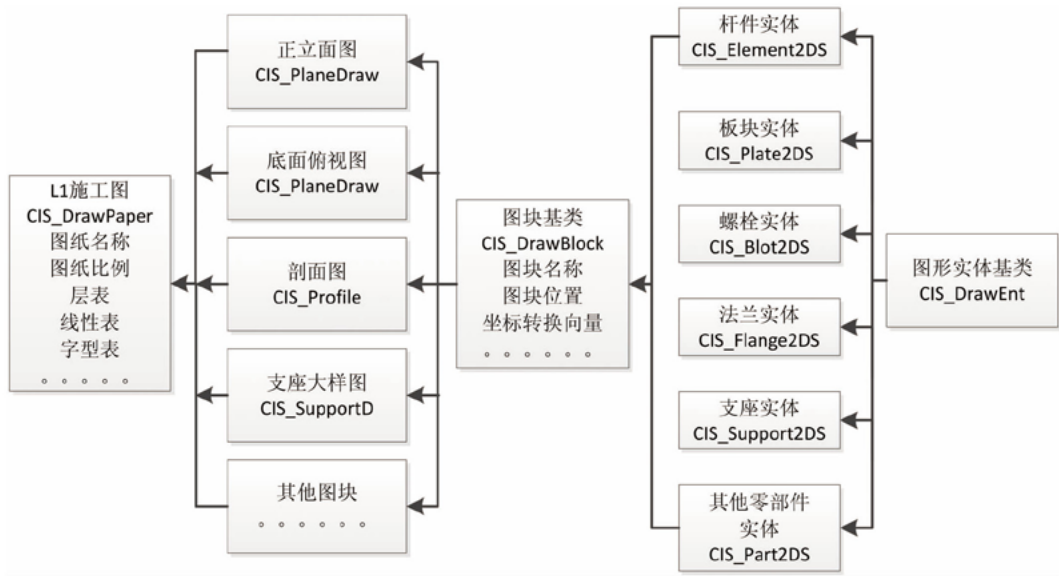 L1施工图
CIS_DrawPaper
图纸名称
图纸比例
层表
线性表
字型表
。。。。。
正立面图
CIS_PlaneDraw
底面俯视图
CIS_PlaneDraw
剖面图
CIS_Profile
支座大样图
CIS_SupportD
其他图块
。。。。。。
图块基类
CIS_DrawBlock
图块名称
图块位置
坐标转换向量
。。。。。。
杆件实体
CIS_Element2DS
板块实体
CIS_Plate2DS
螺栓实体
CIS_Blot2DS
法兰实体
CIS_Flange2DS
支座实体
CIS_Support2DS
其他零部件
实体
CIS_Part2DS
图形实体基类
CIS_DrawEnt